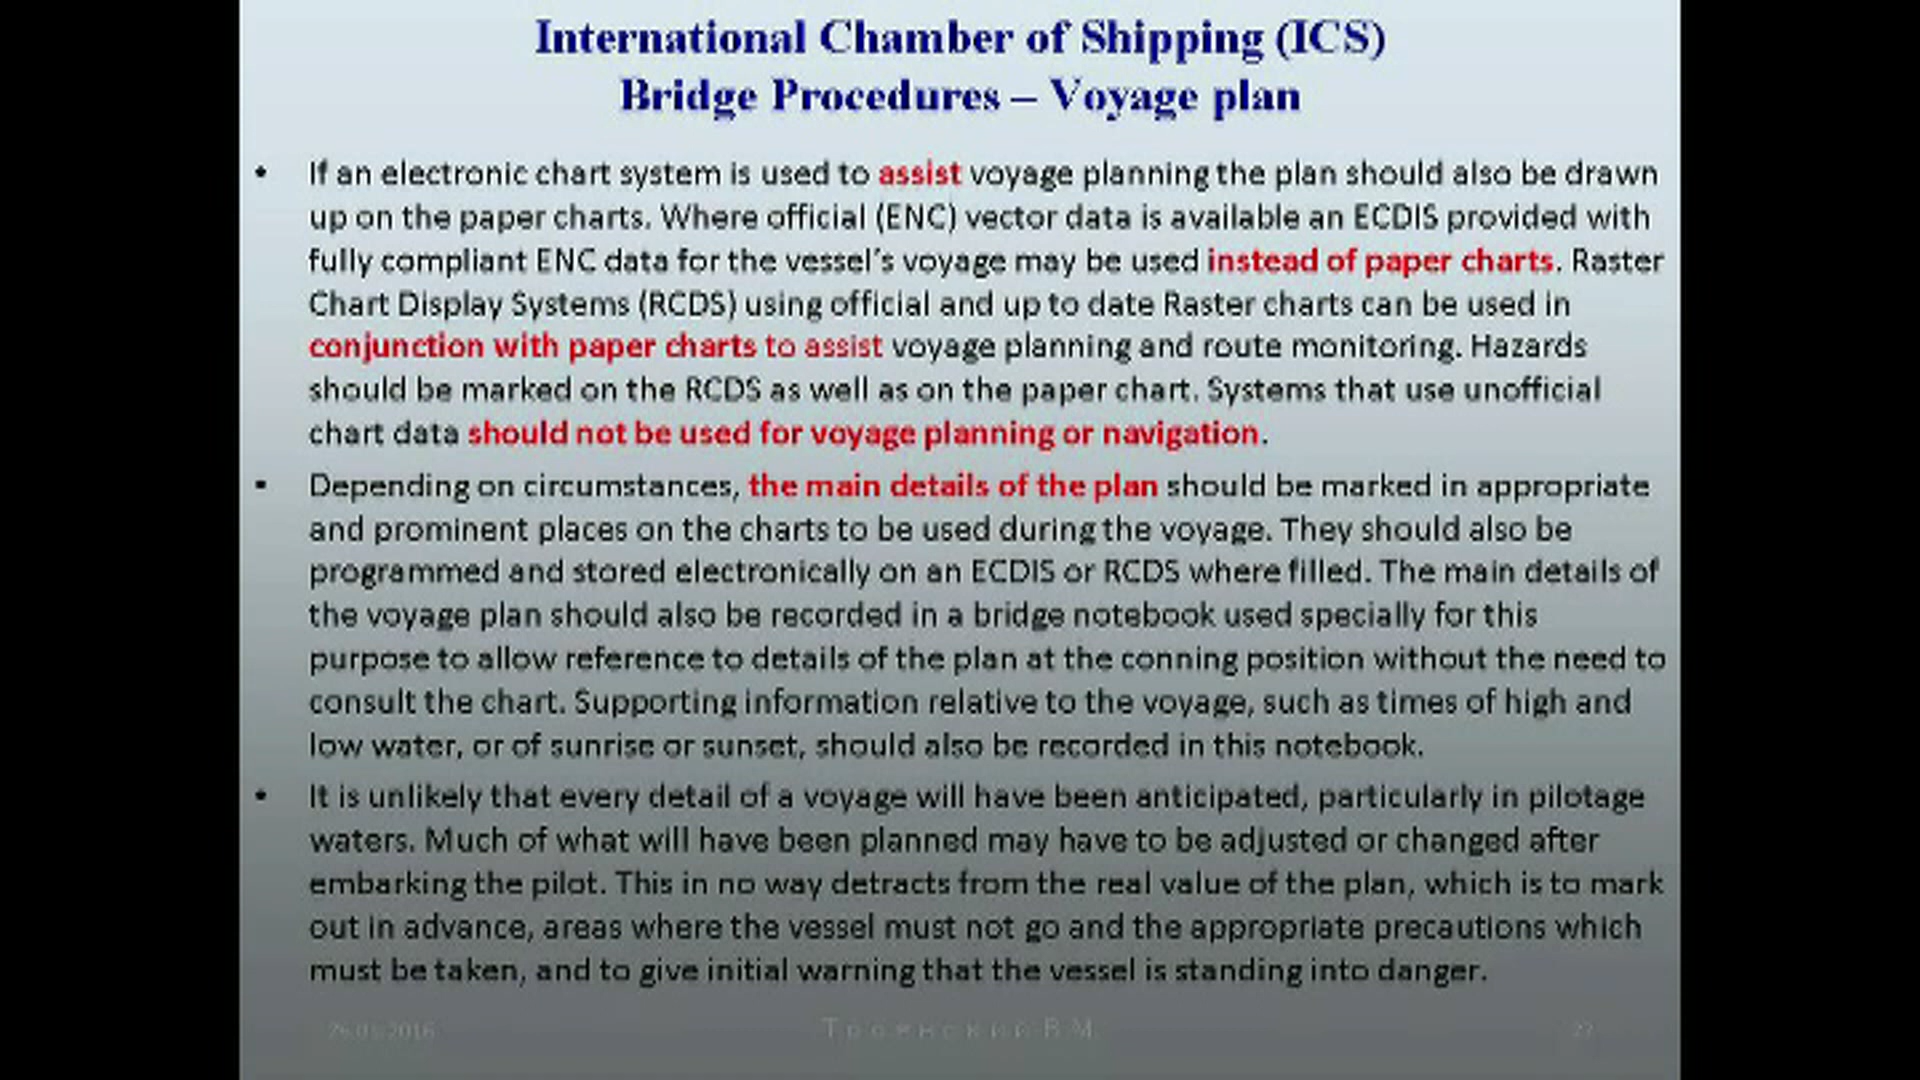 International Chamber of Shipping (ICS)
Bridge Procedures – Voyage plan
• If an electronic chart system is used to assist voyage planning the plan should also be drawn
up on the paper charts. Where official (ENC) vector data is available an ECDIS provided with
fully compliant ENC data for the vessel's voyage may be used instead of paper charts. Raster
Chart Display Systems (RCDS) using official and up to date Raster charts can be used in
conjunction with paper charts to assist voyage planning and route monitoring. Hazards
should be marked on the RCDS as well as on the paper chart. Systems that use unofficial
chart data should not be used for voyage planning or navigation.
• Depending on circumstances, the main details of the plan should be marked in appropriate
and prominent places on the charts to be used during the voyage. They should also be
programmed and stored electronically on an ECDIS or RCDS where filled. The main details of
the voyage plan should also be recorded in a bridge notebook used specially for this
purpose to allow reference to details of the plan at the conning position without the need to
consult the chart. Supporting information relative to the voyage, such as times of high and
low water, or of sunrise or sunset, should also be recorded in this notebook.
• It is unlikely that every detail of a voyage will have been anticipated, particularly in pilotage
waters. Much of what will have been planned may have to be adjusted or changed after
embarking the pilot. This in no way detracts from the real value of the plan, which is to mark
out in advance, areas where the vessel must not go and the appropriate precautions which
must be taken, and to give initial warning that the vessel is standing into danger.
Троянский В.М.